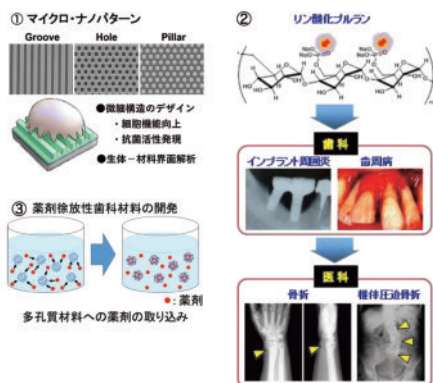 ① マイクロ・ナノパターン
Groove Hole Pillar
●微細構造のデザイン
・細胞機能向上
・抗菌活性発現
●生体－材料界面解析
③ 薬剤徐放性歯科材料の開発
●：薬剤
多孔質材料への薬剤の取り込み
②
リン酸化プルラン
歯科
インプラント周囲炎 歯周病
医科
骨折 椎体圧迫骨折